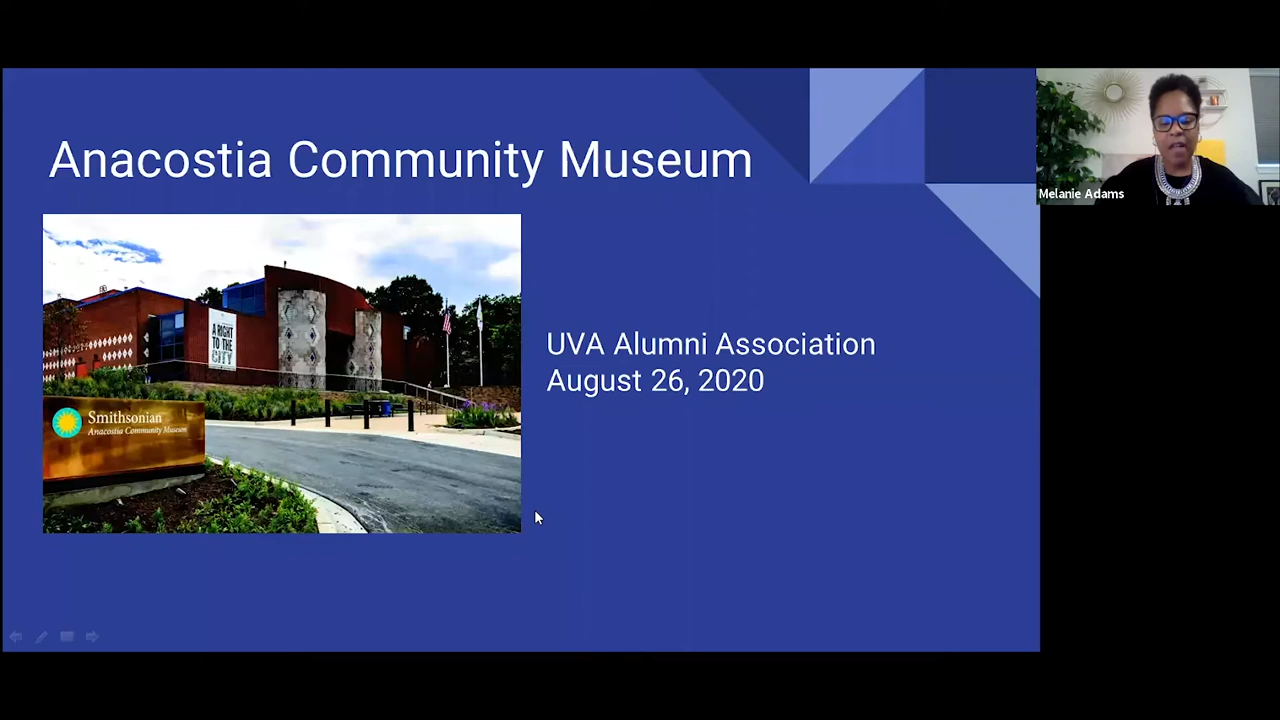 Anacostia Community Museum
Melanie Adams
A RIGHT
TO THE
CITY
UVA Alumni Association
August 26, 2020
Smithsonian
Anacostia Community Museum